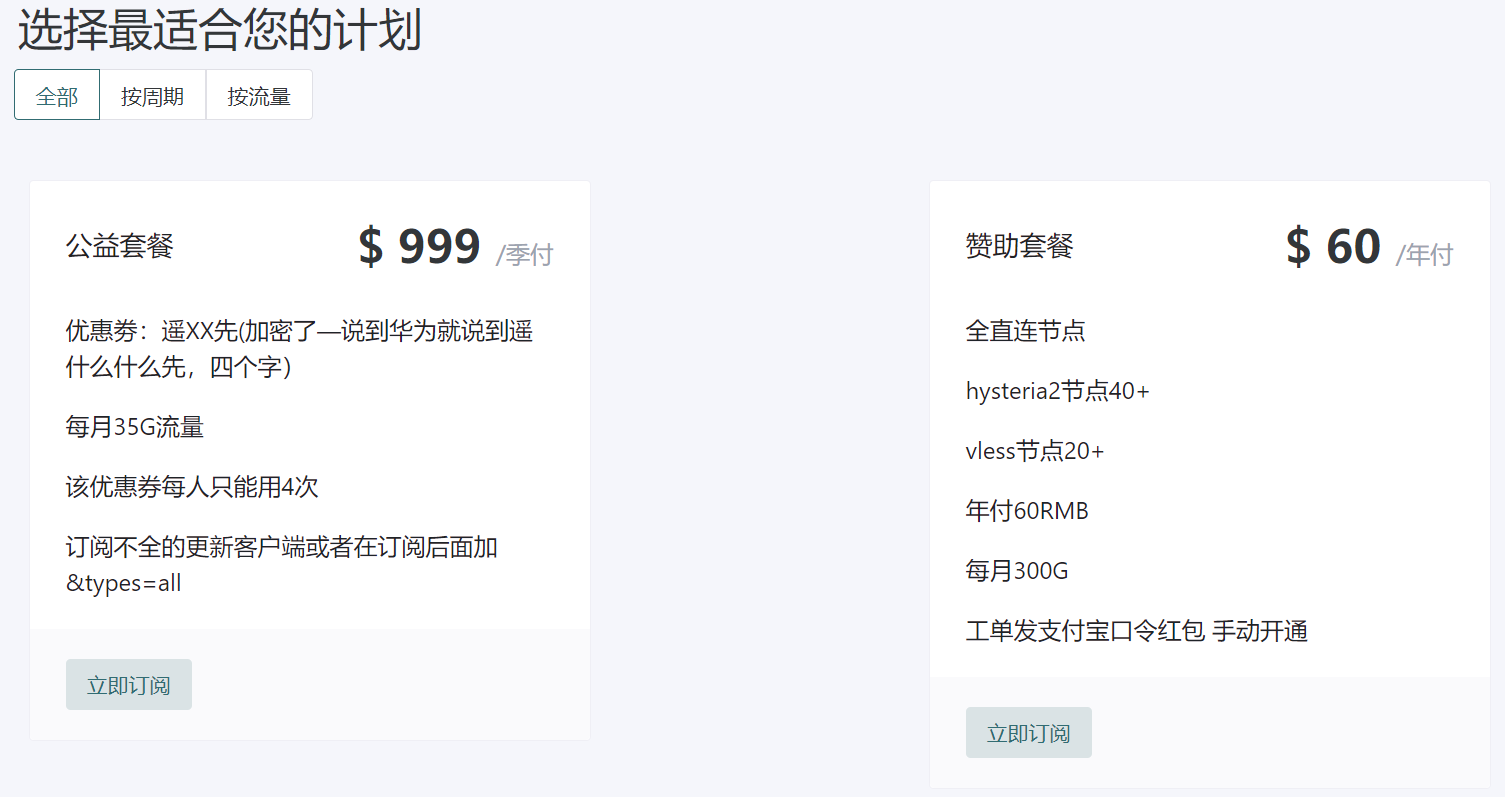 选择最适合您的计划
全部
按周期
按流量
公益套餐
$ 999 /季付
优惠劵：遥XX先(加密了—说到华为就说到遥
什么什么先，四个字）
每月35G流量
该优惠券每人只能用4次
订阅不全的更新客户端或者在订阅后面加
&types=all
立即订阅
赞助套餐
$ 60 /年付
全直连节点
hysteria2节点40+
vless节点20+
年付60RMB
每月300G
工单发支付宝口令红包 手动开通
立即订阅